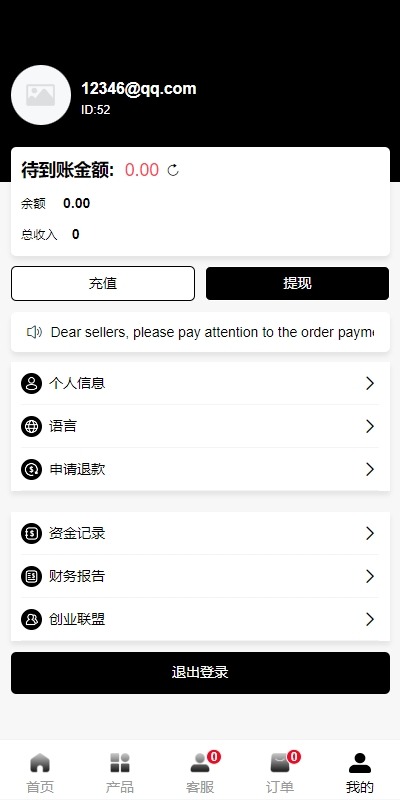 12346@qq.com
ID:52
待到账金额: 0.00
余额 0.00
总收入 0
充值 提现
Dear sellers, please pay attention to the order payme
个人信息
语言
申请退款
资金记录
财务报告
创业联盟
退出登录
0 0
首页 产品 客服 订单 我的